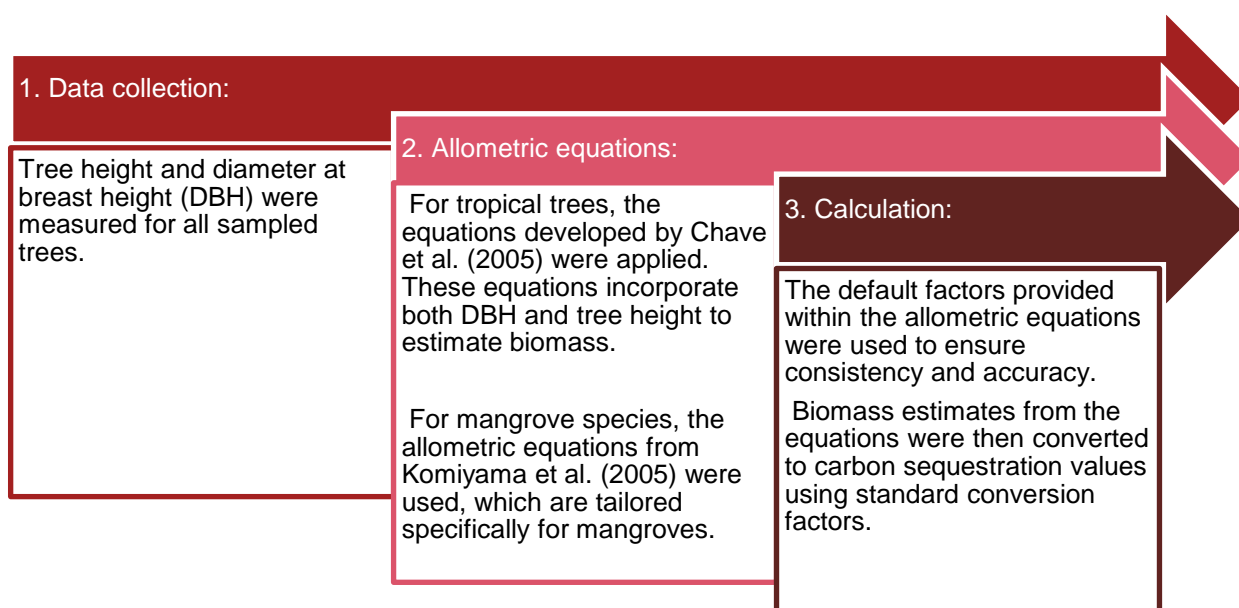 1. Data collection:
Tree height and diameter at
breast height (DBH) were
measured for all sampled
trees.
2. Allometric equations:
For tropical trees, the
equations developed by Chave
et al. (2005) were applied.
These equations incorporate
both DBH and tree height to
estimate biomass.
For mangrove species, the
allometric equations from
Komiyama et al. (2005) were
used, which are tailored
specifically for mangroves.
3. Calculation:
The default factors provided
within the allometric equations
were used to ensure
consistency and accuracy.
Biomass estimates from the
equations were then converted
to carbon sequestration values
using standard conversion
factors.